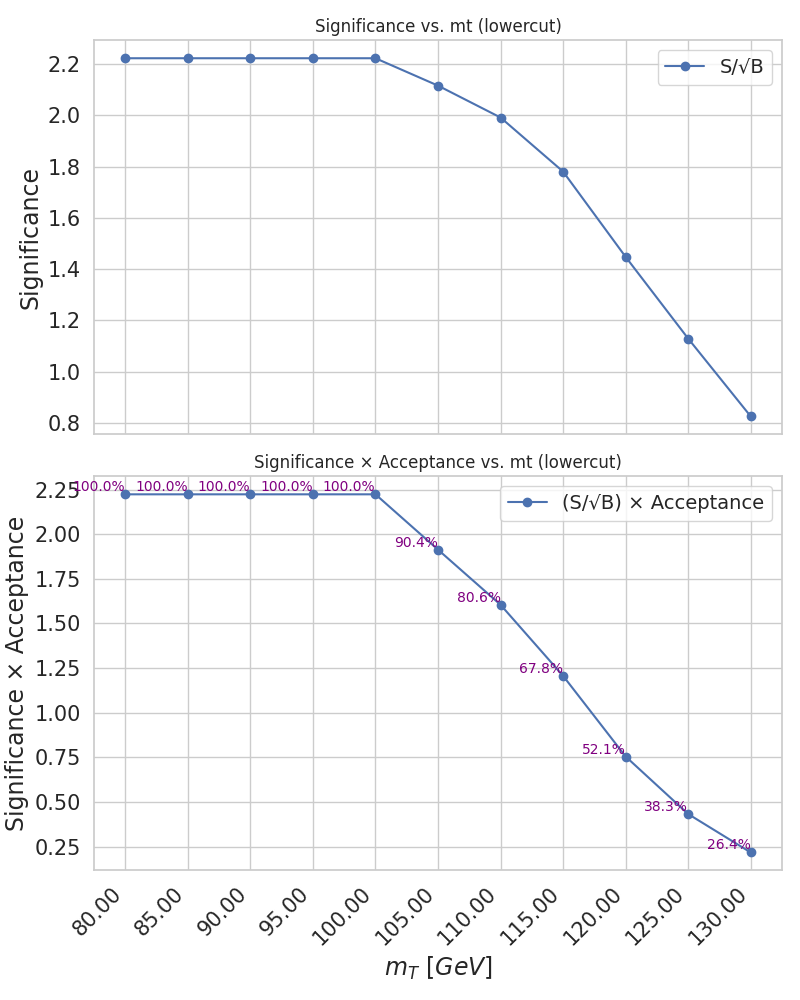 Significance vs. mt (lowercut)
S/√B
Significance
2.2
2.0
1.8
1.6
1.4
1.2
1.0
0.8
Significance × Acceptance vs. mt (lowercut)
(S/√B) × Acceptance
Significance × Acceptance
2.25
2.00
1.75
1.50
1.25
1.00
0.75
0.50
0.25
100.0% 100.0% 100.0% 100.0% 100.0%
90.4%
80.6%
67.8%
52.1%
38.3%
26.4%
80.00 85.00 90.00 95.00 100.00 105.00 110.00 115.00 120.00 125.00 130.00
m_T [GeV]